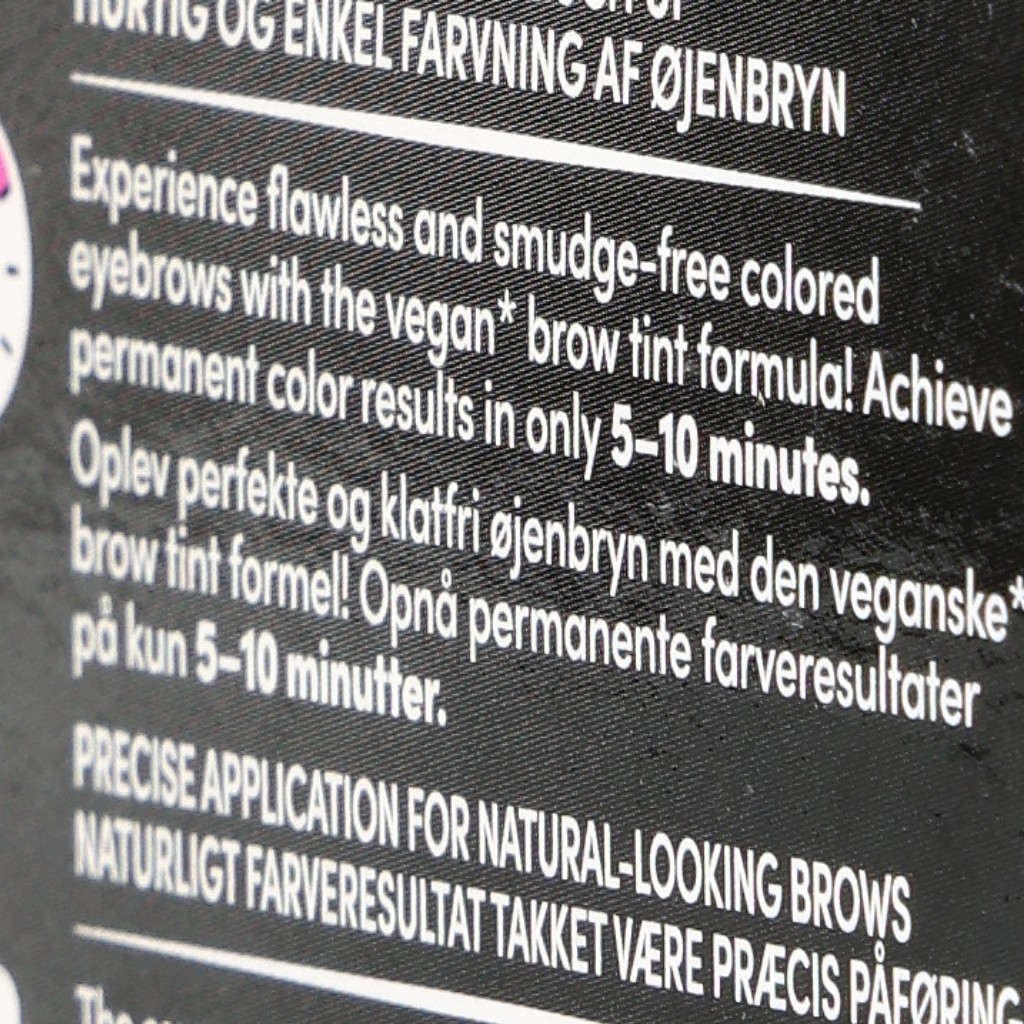 HURTIG OG ENKEL FARVNING AF ØJENBRYN
Experience flawless and smudge-free colored
eyebrows with the vegan* brow tint formula! Achieve
permanent color results in only 5–10 minutes.
Oplev perfekte og klatfri øjenbryn med den veganske*
brow tint formel! Opnå permanente farveresultater
på kun 5–10 minutter.
PRECISE APPLICATION FOR NATURAL-LOOKING BROWS
NATURLIGT FARVERESULTAT TAKKET VÆRE PRÆCIS PÅFØRING
The